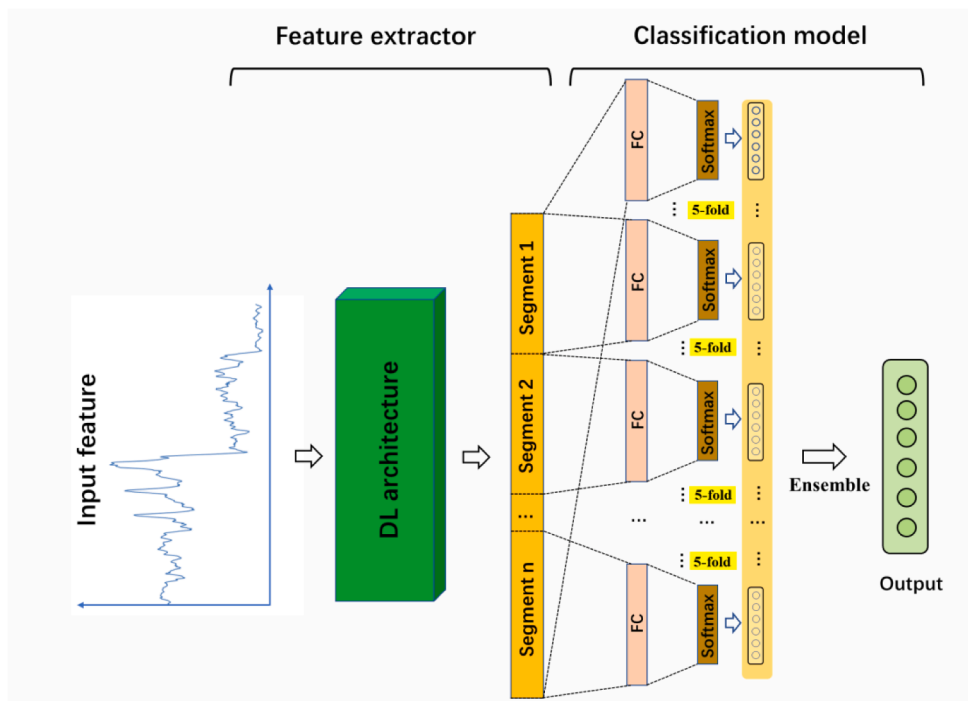 Feature extractor
Classification model
Input feature
DL architecture
Segment 1
Segment 2
...
Segment n
FC
Softmax
... 5-fold ...
FC
Softmax
... 5-fold ...
FC
Softmax
... 5-fold ...
... ... ...
... 5-fold ...
FC
Softmax
Ensemble
Output